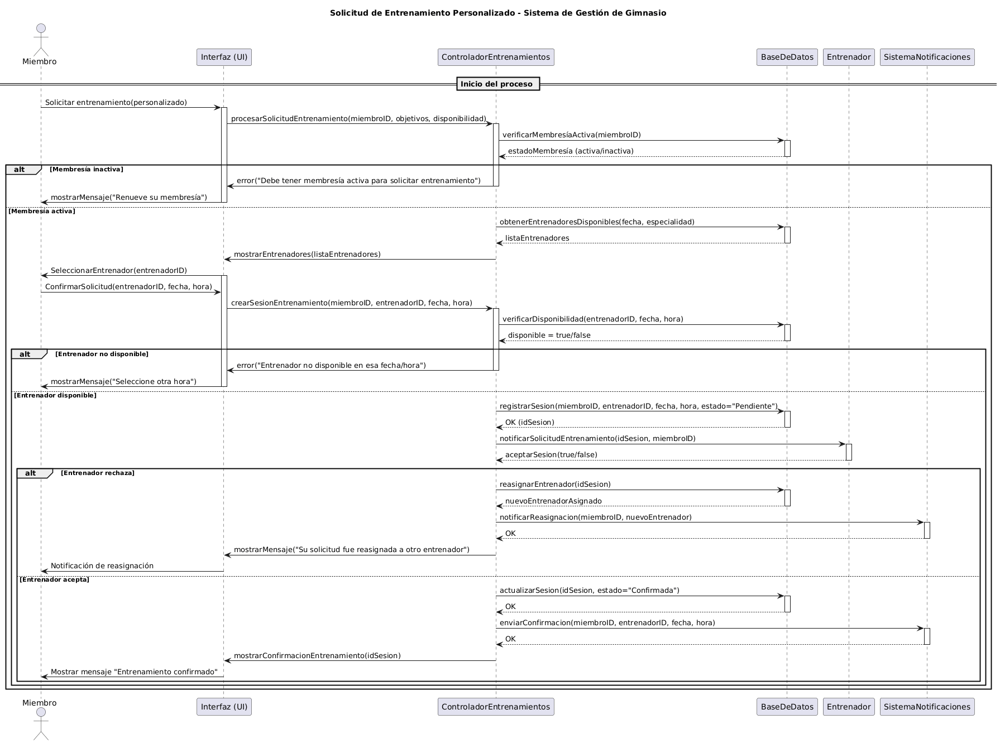 Solicitud de Entrenamiento Personalizado - Sistema de Gestión de Gimnasio
Miembro
Interfaz (UI)
ControladorEntrenamientos
BaseDeDatos
Entrenador
SistemaNotificaciones
Inicio del proceso
Solicitar entrenamiento(personalizado)
procesarSolicitudEntrenamiento(miembroID, objetivos, disponibilidad)
verificarMembresíaActiva(miembroID)
estadoMembresía (activa/inactiva)
alt [Membresía inactiva]
error("Debe tener membresía activa para solicitar entrenamiento")
mostrarMensaje("Renueve su membresía")
[Membresía activa]
obtenerEntrenadoresDisponibles(fecha, especialidad)
listaEntrenadores
mostrarEntrenadores(listaEntrenadores)
SeleccionarEntrenador(entrenadorID)
ConfirmarSolicitud(entrenadorID, fecha, hora)
crearSesionEntrenamiento(miembroID, entrenadorID, fecha, hora)
verificarDisponibilidad(entrenadorID, fecha, hora)
disponible = true/false
alt [Entrenador no disponible]
error("Entrenador no disponible en esa fecha/hora")
mostrarMensaje("Seleccione otra hora")
[Entrenador disponible]
registrarSesion(miembroID, entrenadorID, fecha, hora, estado="Pendiente")
OK (idSesion)
notificarSolicitudEntrenamiento(idSesion, miembroID)
aceptarSesion(true/false)
alt [Entrenador rechaza]
reasignarEntrenador(idSesion)
nuevoEntrenadorAsignado
notificarReasignacion(miembroID, nuevoEntrenador)
OK
mostrarMensaje("Su solicitud fue reasignada a otro entrenador")
Notificación de reasignación
[Entrenador acepta]
actualizarSesion(idSesion, estado="Confirmada")
OK
enviarConfirmacion(miembroID, entrenadorID, fecha, hora)
OK
mostrarConfirmacionEntrenamiento(idSesion)
Mostrar mensaje "Entrenamiento confirmado"
Miembro
Interfaz (UI)
ControladorEntrenamientos
BaseDeDatos
Entrenador
SistemaNotificaciones